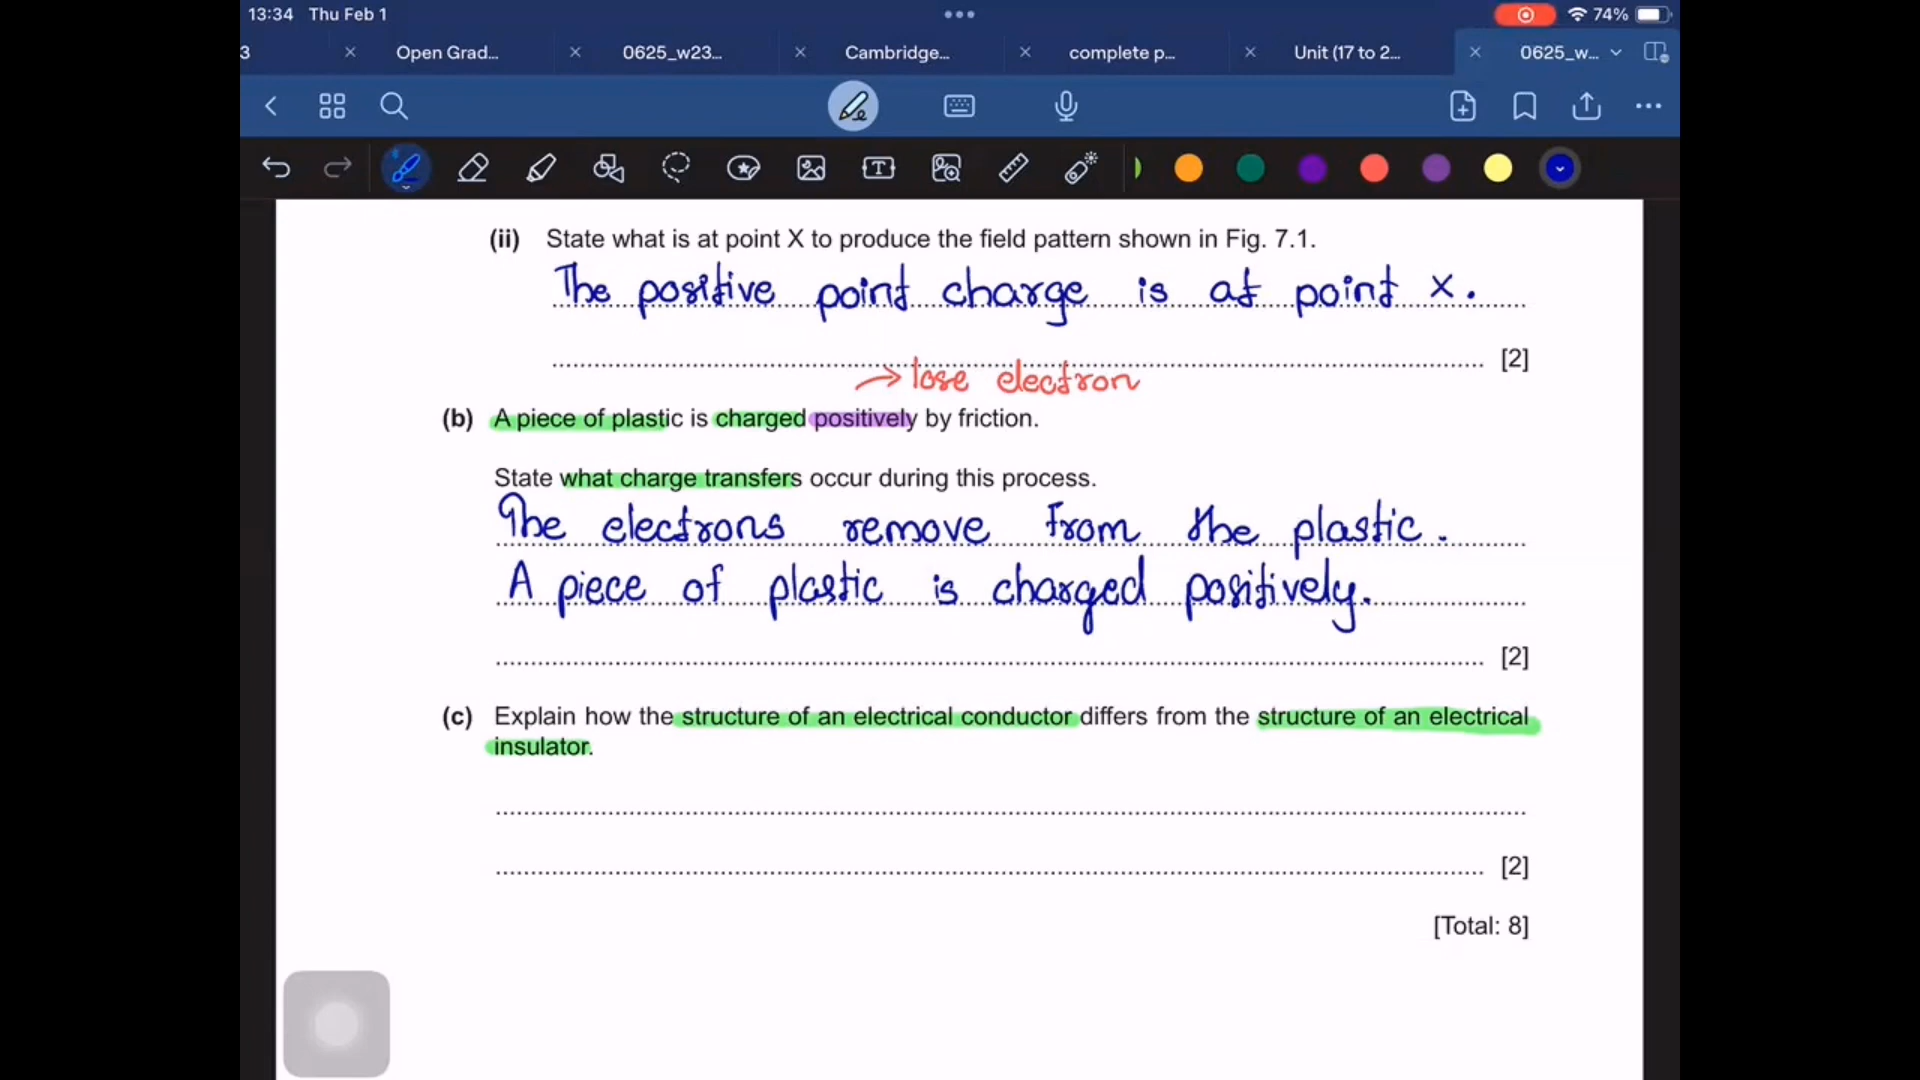 13:34 Thu Feb 1
74%
3 × Open Grad... × 0625_w23... × Cambridge... × complete p... × Unit (17 to 2... × 0625_w...
(ii) State what is at point X to produce the field pattern shown in Fig. 7.1.
The positive point charge is at point X.
[2]
→ lose electron
(b) A piece of plastic is charged positively by friction.
State what charge transfers occur during this process.
The electrons remove from the plastic.
A piece of plastic is charged positively.
[2]
(c) Explain how the structure of an electrical conductor differs from the structure of an electrical
insulator.
[2]
[Total: 8]